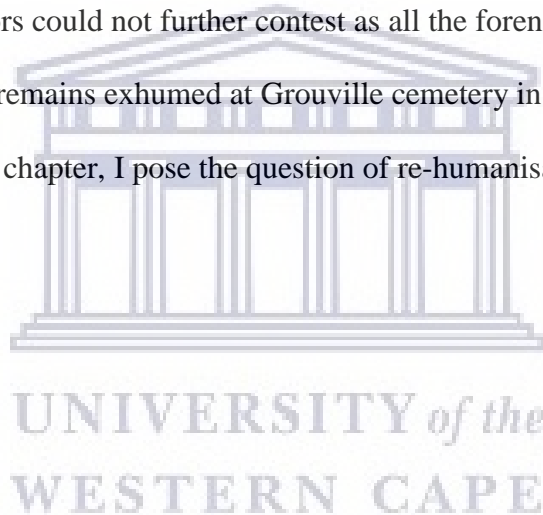 ors could not further contest as all the foren
remains exhumed at Grouville cemetery in
chapter, I pose the question of re-humanis
UNIVERSITY of the
WESTERN CAPE